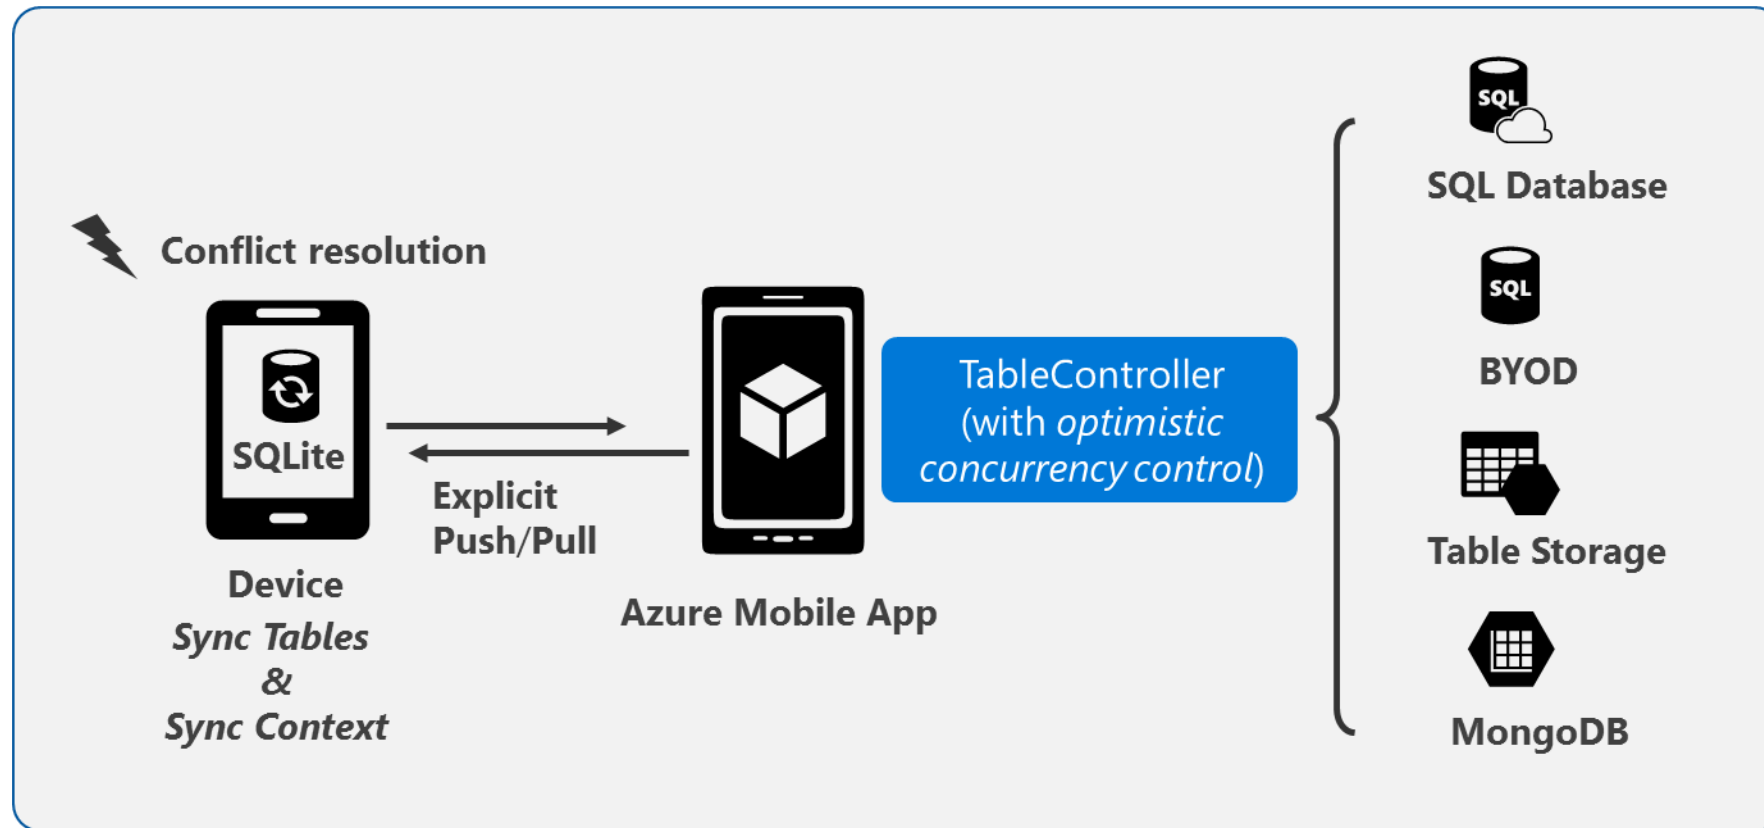 Conflict resolution
SQLite
Explicit
Push/Pull
Device
Sync Tables
&
Sync Context
Azure Mobile App
TableController
(with optimistic
concurrency control)
SQL
SQL Database
SQL
BYOD
Table Storage
MongoDB